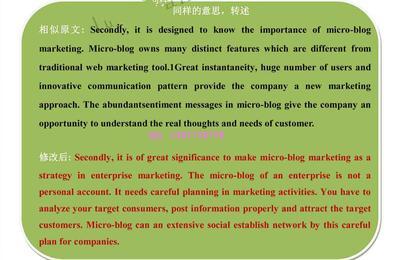 同样的意思，转述
相似原文: Secondly, it is designed to know the importance of micro-blog
marketing. Micro-blog owns many distinct features which are different from
traditional web marketing tool.1Great instantaneity, huge number of users and
innovative communication pattern provide the company a new marketing
approach. The abundantsentiment messages in micro-blog give the company an
opportunity to understand the real thoughts and needs of customer.
修改后: Secondly, it is of great significance to make micro-blog marketing as a
strategy in enterprise marketing. The micro-blog of an enterprise is not a
personal account. It needs careful planning in marketing activities. You have to
analyze your target consumers, post information properly and attract the target
customers. Micro-blog can an extensive social establish network by this careful
plan for companies.